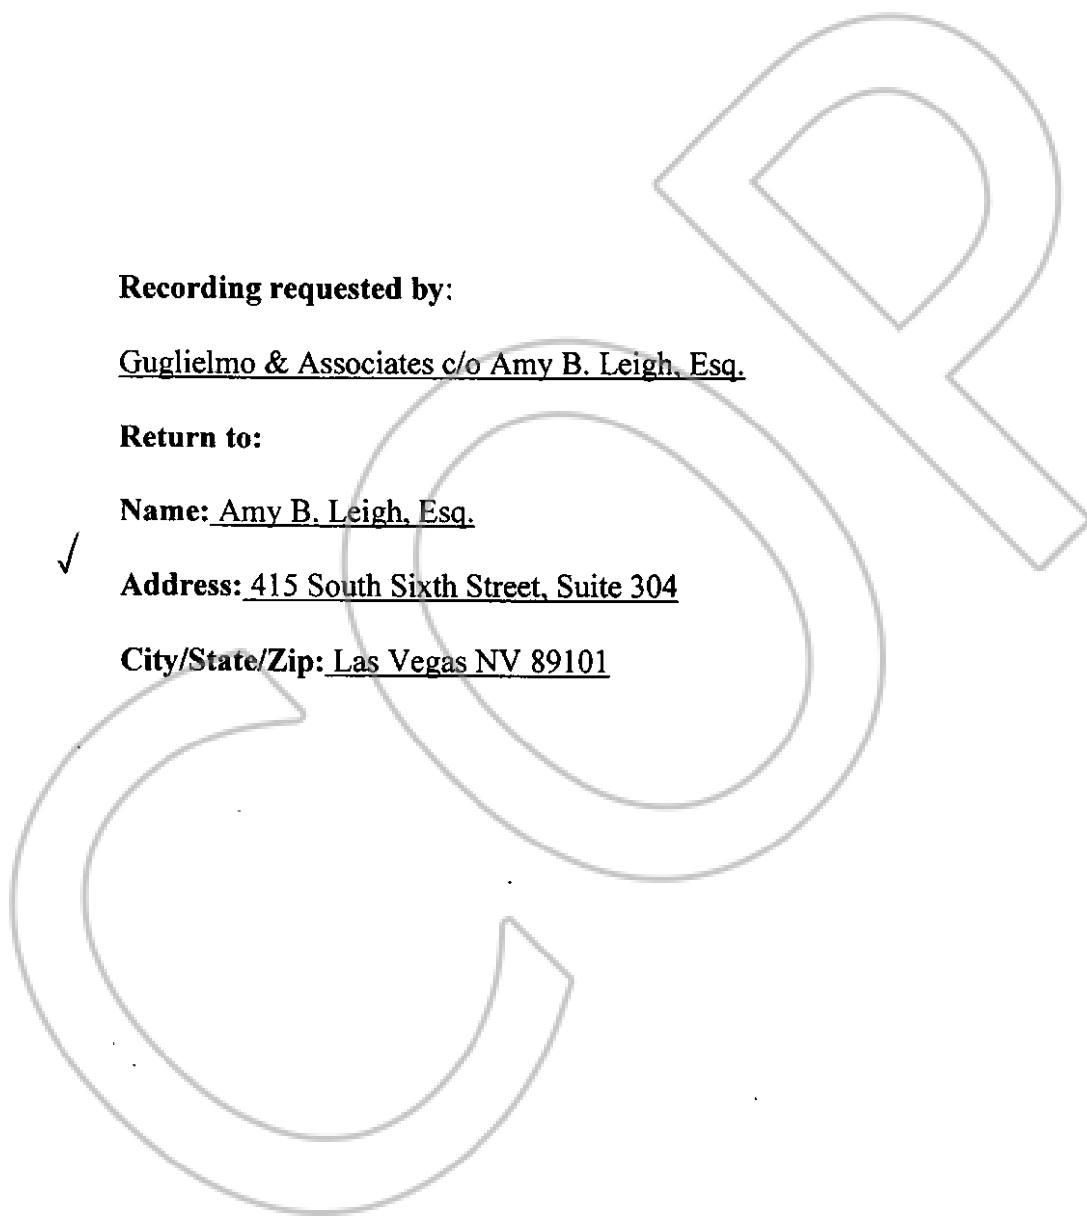 Recording requested by:
Guglielmo & Associates c/o Amy B. Leigh, Esq.
Return to:
Name: Amy B. Leigh, Esq.
✓
Address: 415 South Sixth Street, Suite 304
City/State/Zip: Las Vegas NV 89101
COP